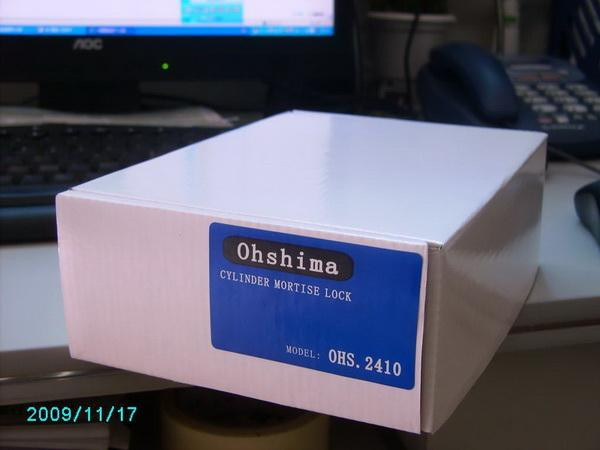 AOC
Ohshima
CYLINDER MORTISE LOCK
MODEL: OHS.2410
2009/11/17